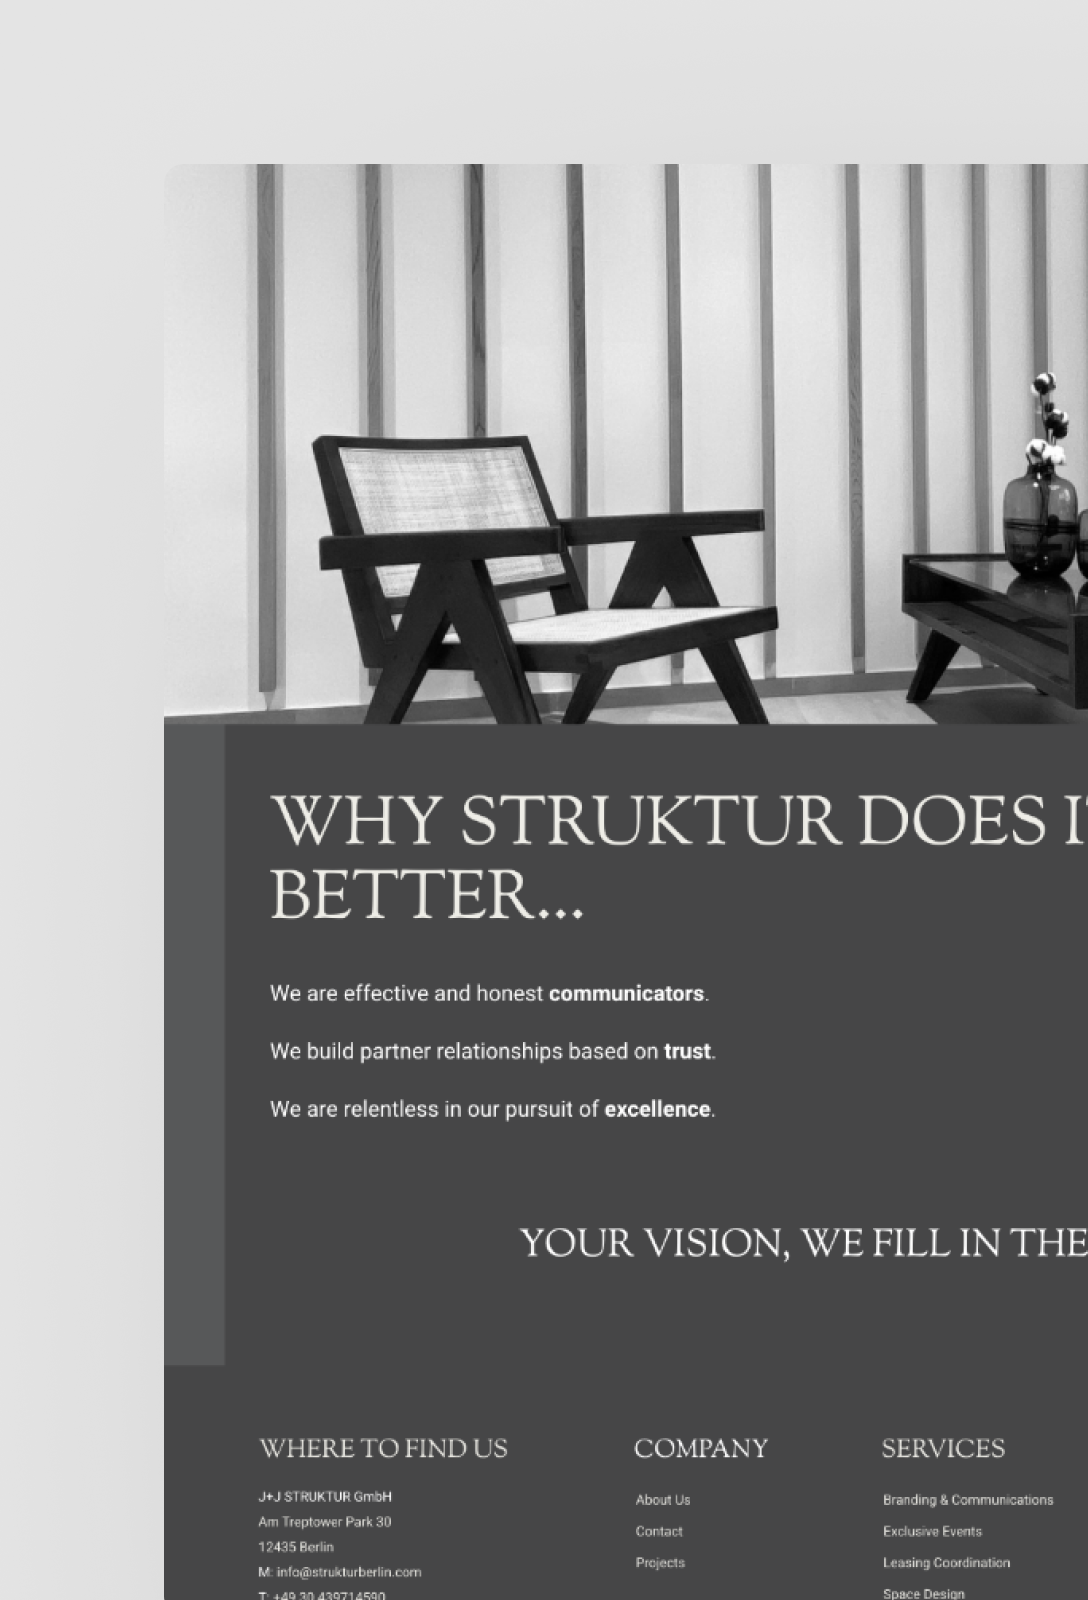 WHY STRUKTUR DOES IT
BETTER...
We are effective and honest communicators.
We build partner relationships based on trust.
We are relentless in our pursuit of excellence.
YOUR VISION, WE FILL IN THE
WHERE TO FIND US
J+J STRUKTUR GmbH
Am Treptower Park 30
12435 Berlin
M: info@strukturberlin.com
T: +49 30 439714590
COMPANY
About Us
Contact
Projects
SERVICES
Branding & Communications
Exclusive Events
Leasing Coordination
Space Design